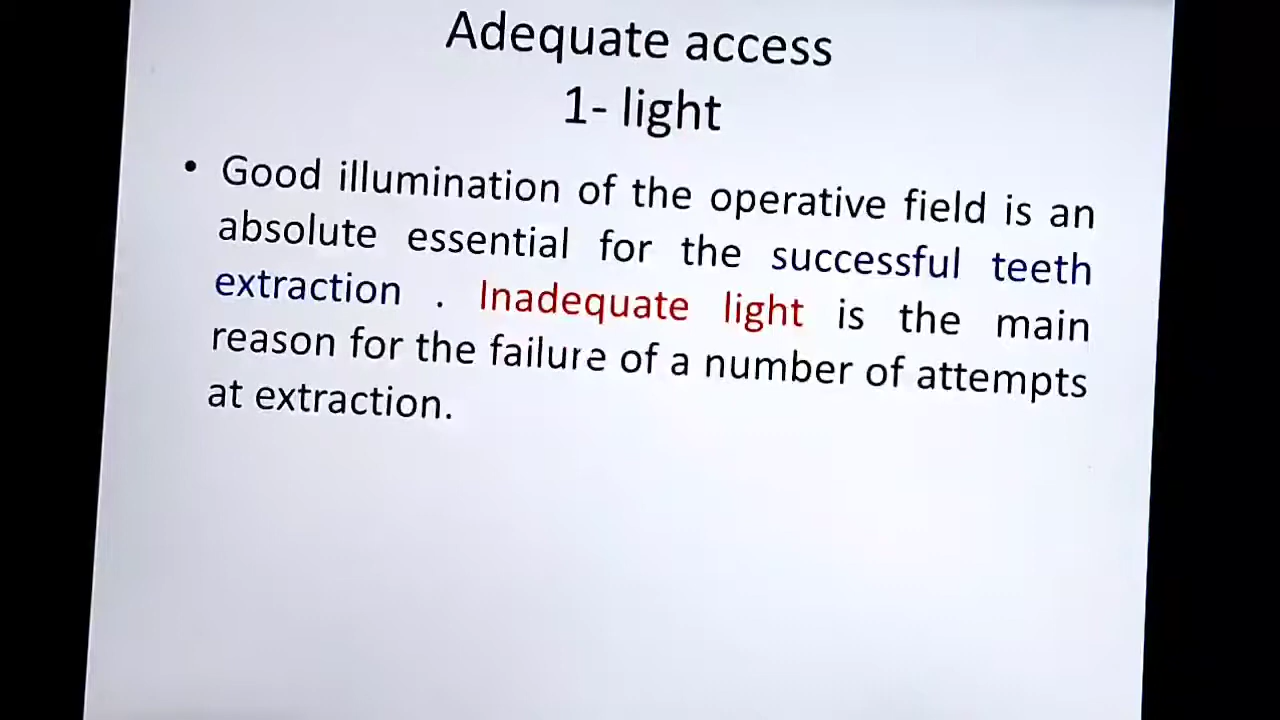 Adequate access
1- light
• Good illumination of the operative field is an
absolute essential for the successful teeth
extraction . Inadequate light is the main
reason for the failure of a number of attempts
at extraction.